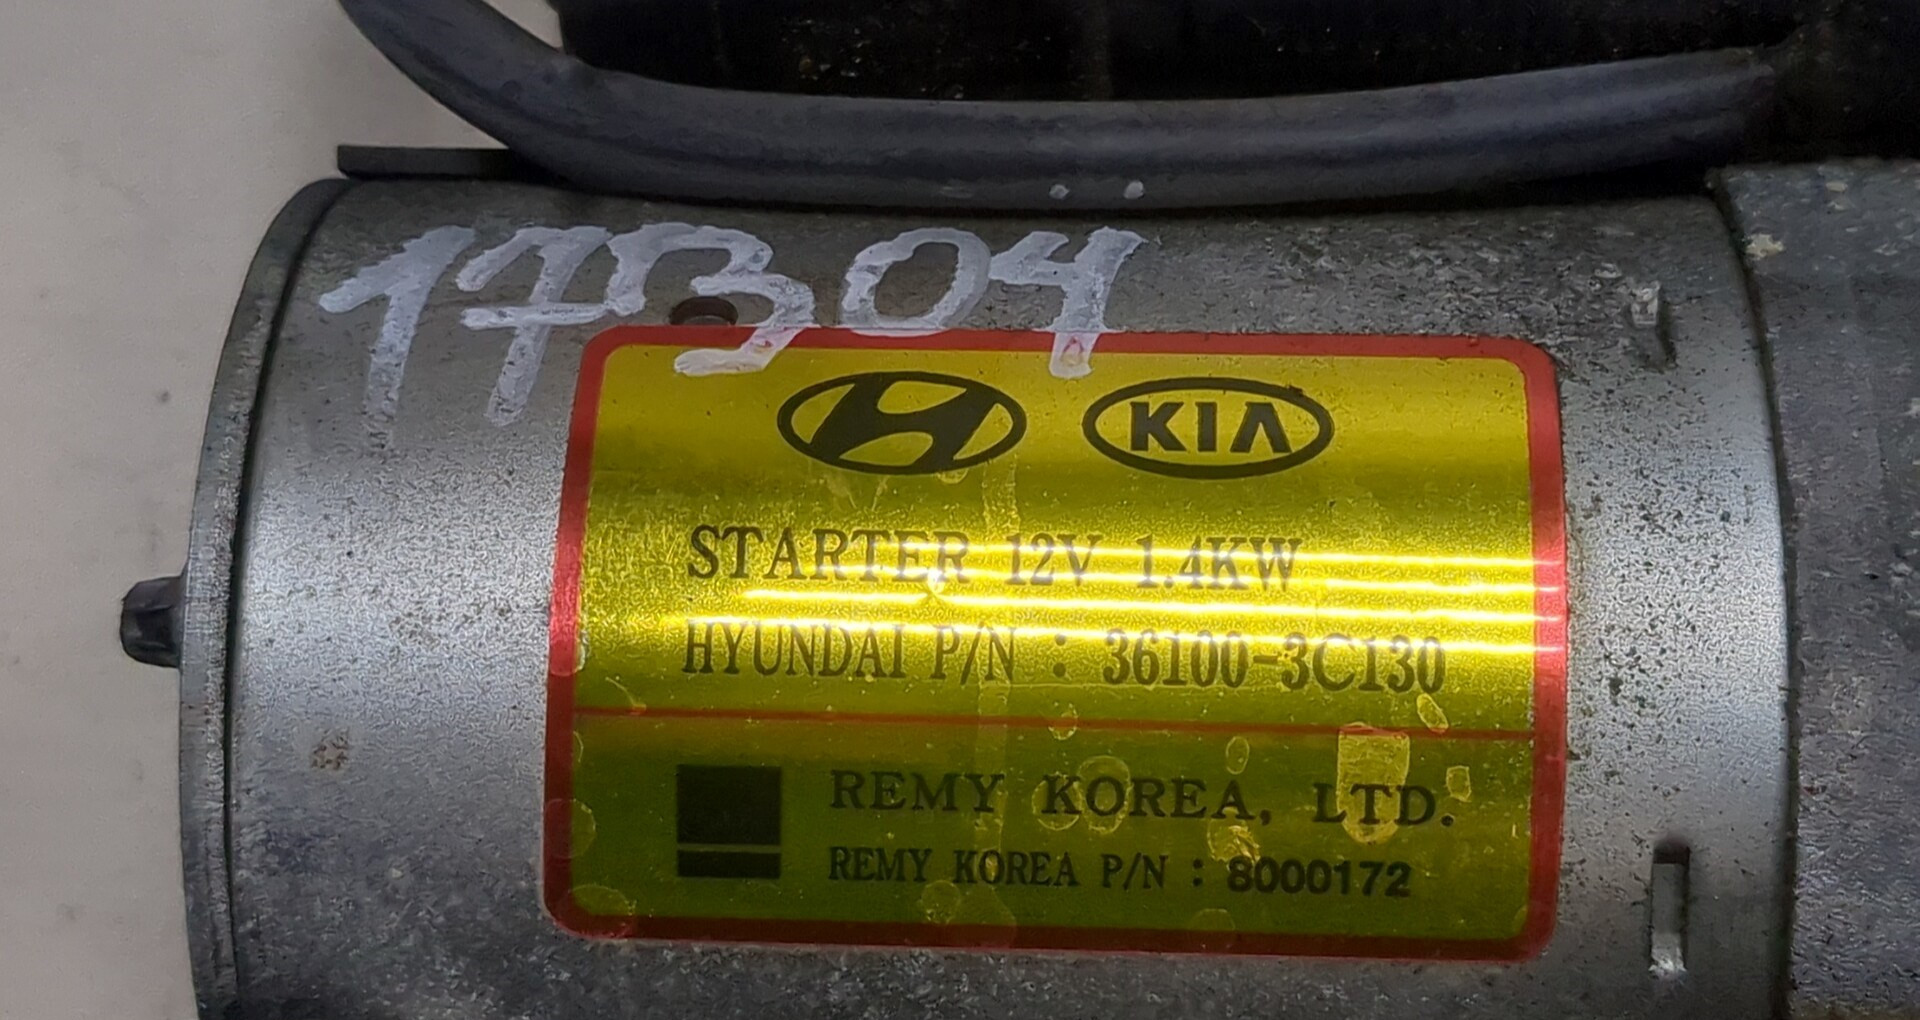 17304
KIA
STARTER 12V 1.4KW
HYUNDAI P/N : 36100-3C130
REMY KOREA, LTD.
REMY KOREA P/N : 8000172